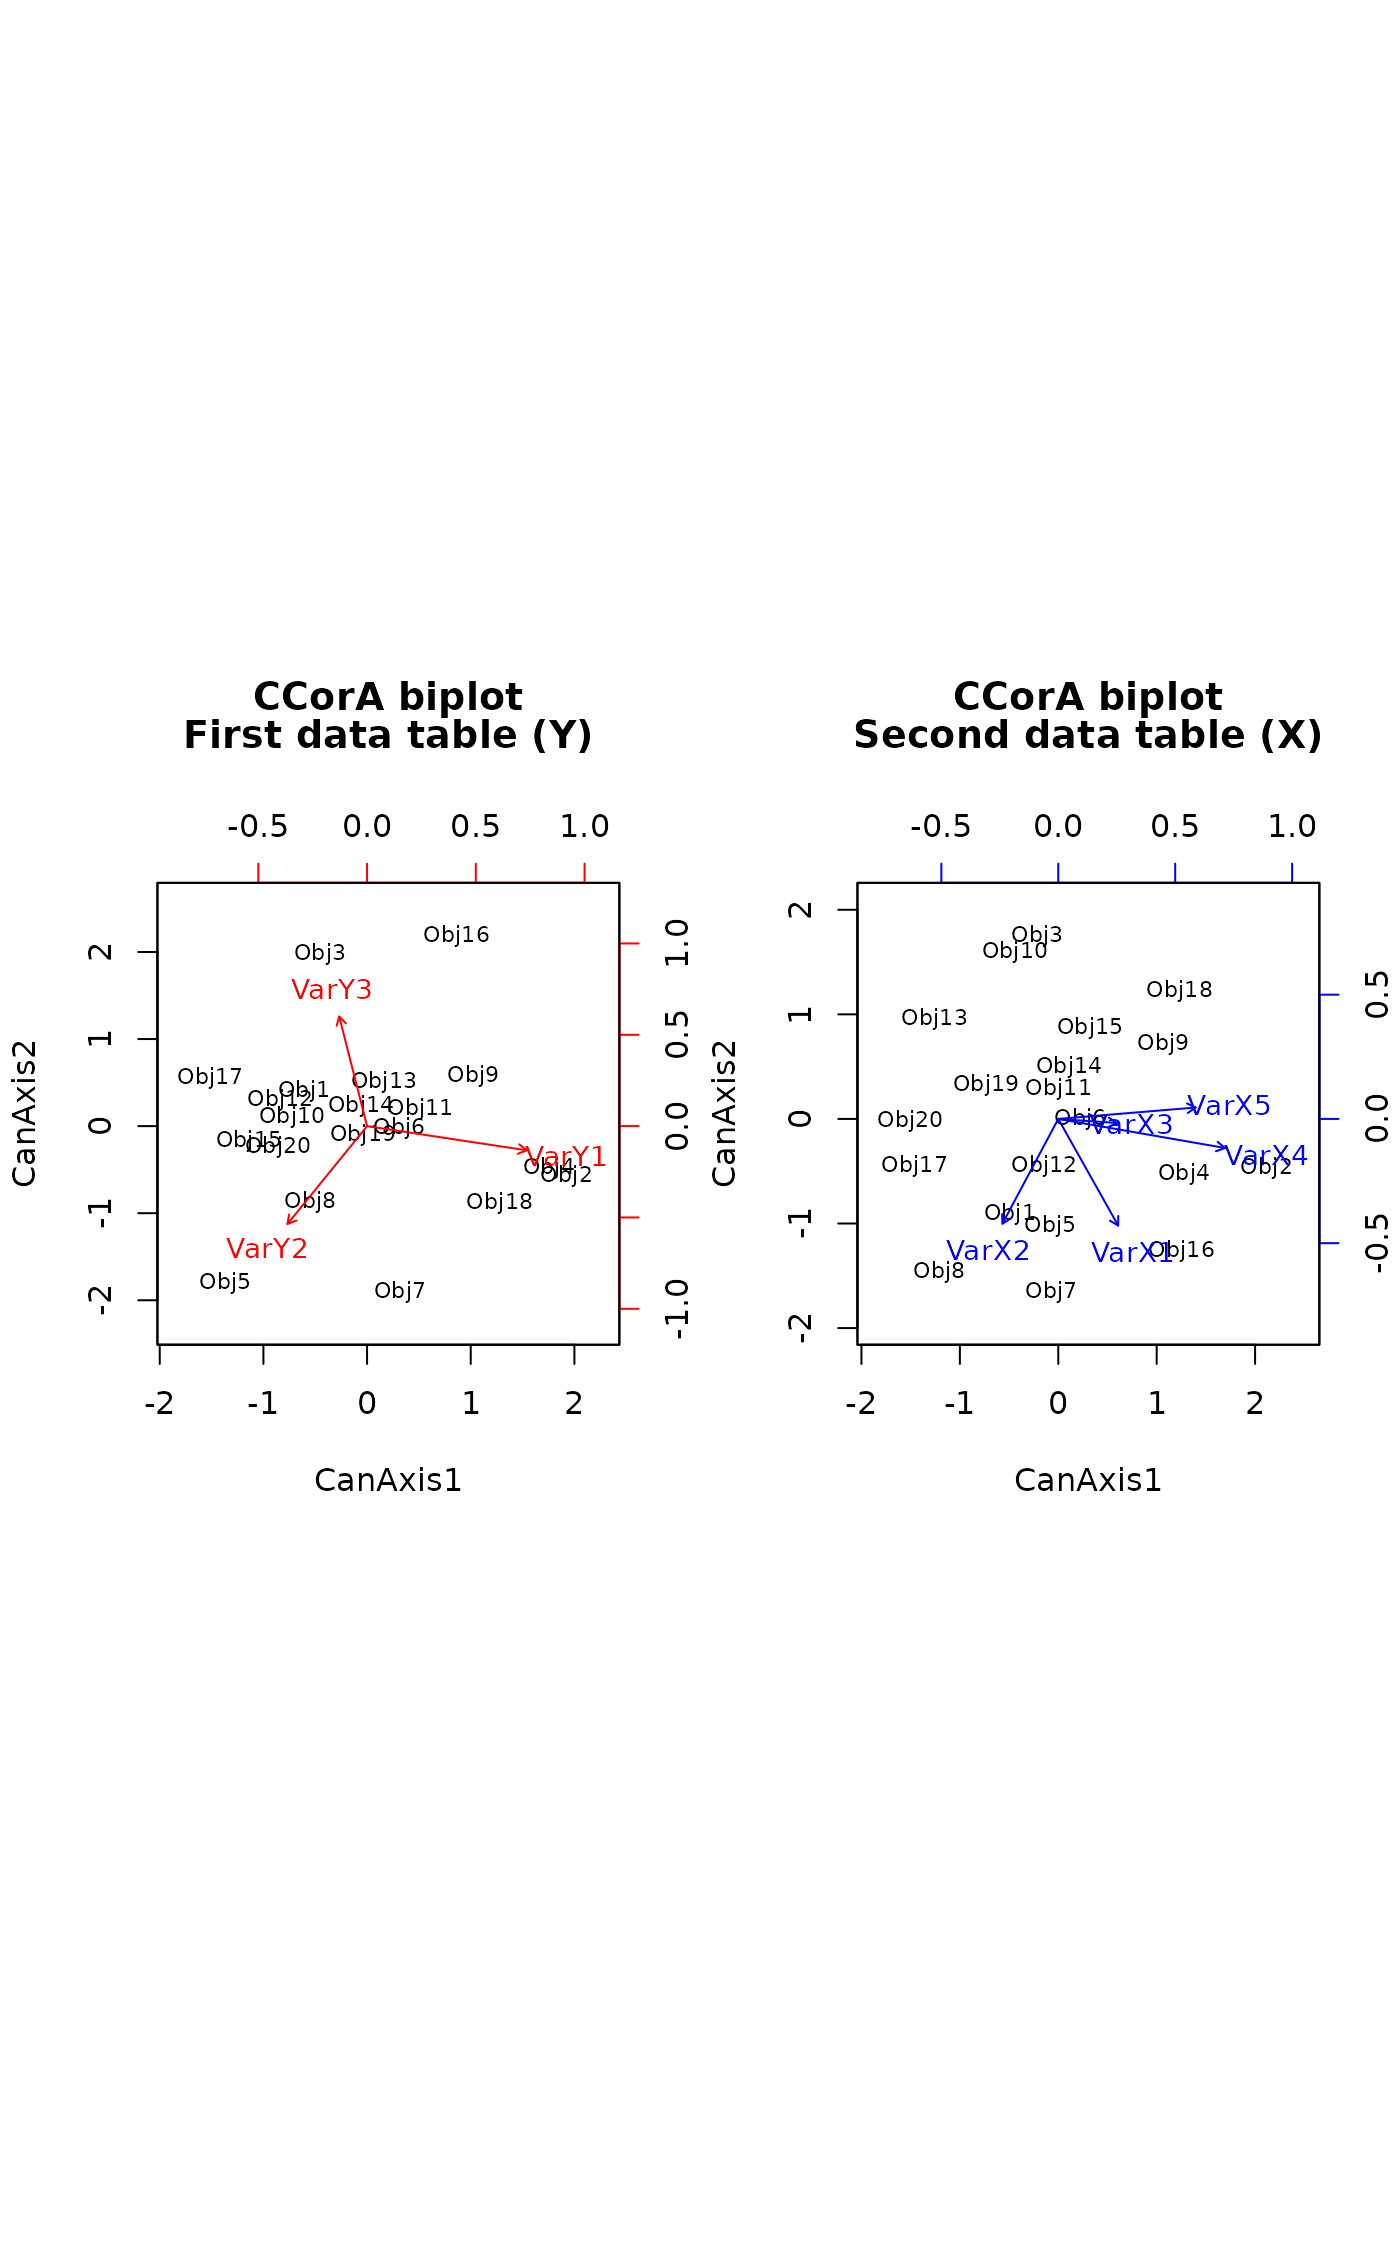 CCorA biplot
First data table (Y)
-0.5 0.0 0.5 1.0
Obj16
Obj3
VarY3
Obj17
Obj9
Obj13
Obj1
Obj12
Obj14
Obj11
Obj10
Obj6
Obj19
Obj15
Obj20
VarY1
Obj4
Obj2
Obj8
Obj18
VarY2
Obj5
Obj7
2
1
0
-1
-2
CanAxis2
1.0
0.5
0.0
-1.0
-2 -1 0 1 2
CanAxis1
CCorA biplot
Second data table (X)
-0.5 0.0 0.5 1.0
Obj3
Obj10
Obj18
Obj13
Obj15
Obj9
Obj14
Obj19
Obj11
VarX5
Obj6
Obj20
VarX3
VarX4
Obj17
Obj12
Obj2
Obj4
Obj1
Obj5
VarX2
VarX1
Obj16
Obj8
Obj7
2
1
0
-1
-2
CanAxis2
0.5
0.0
-0.5
-2 -1 0 1 2
CanAxis1